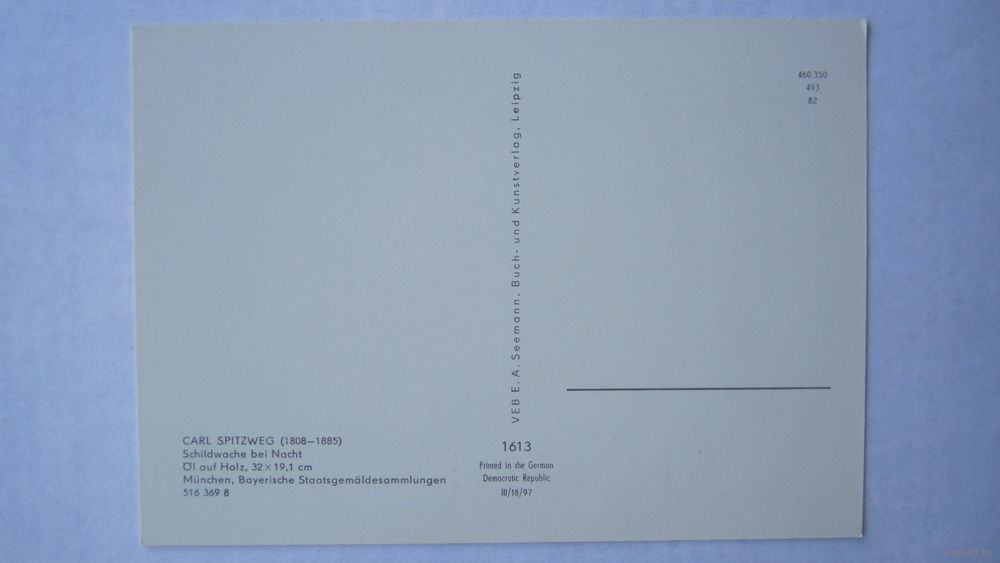 460.350
493
82
VEB E. A. Seemann, Buch- und Kunstverlag, Leipzig
CARL SPITZWEG (1808–1885)
Schildwache bei Nacht
Öl auf Holz, 32×19,1 cm
München, Bayerische Staatsgemäldesammlungen
516 369 8
1613
Printed in the German
Democratic Republic
III/18/97